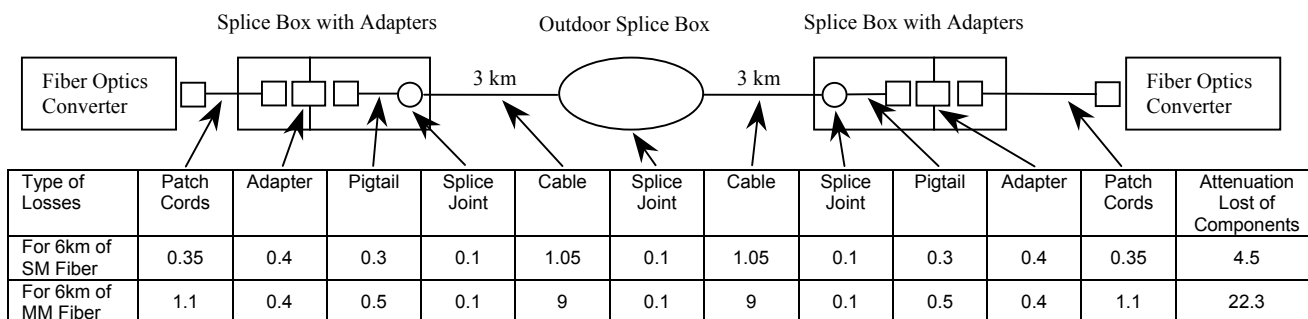 Splice Box with Adapters
Outdoor Splice Box
Splice Box with Adapters
Fiber Optics
Converter
3 km
3 km
Fiber Optics
Converter
Type of Losses Patch Cords Adapter Pigtail Splice Joint Cable Splice Joint Cable Splice Joint Pigtail Adapter Patch Cords Attenuation Lost of Components
For 6km of SM Fiber 0.35 0.4 0.3 0.1 1.05 0.1 1.05 0.1 0.3 0.4 0.35 4.5
For 6km of MM Fiber 1.1 0.4 0.5 0.1 9 0.1 9 0.1 0.5 0.4 1.1 22.3